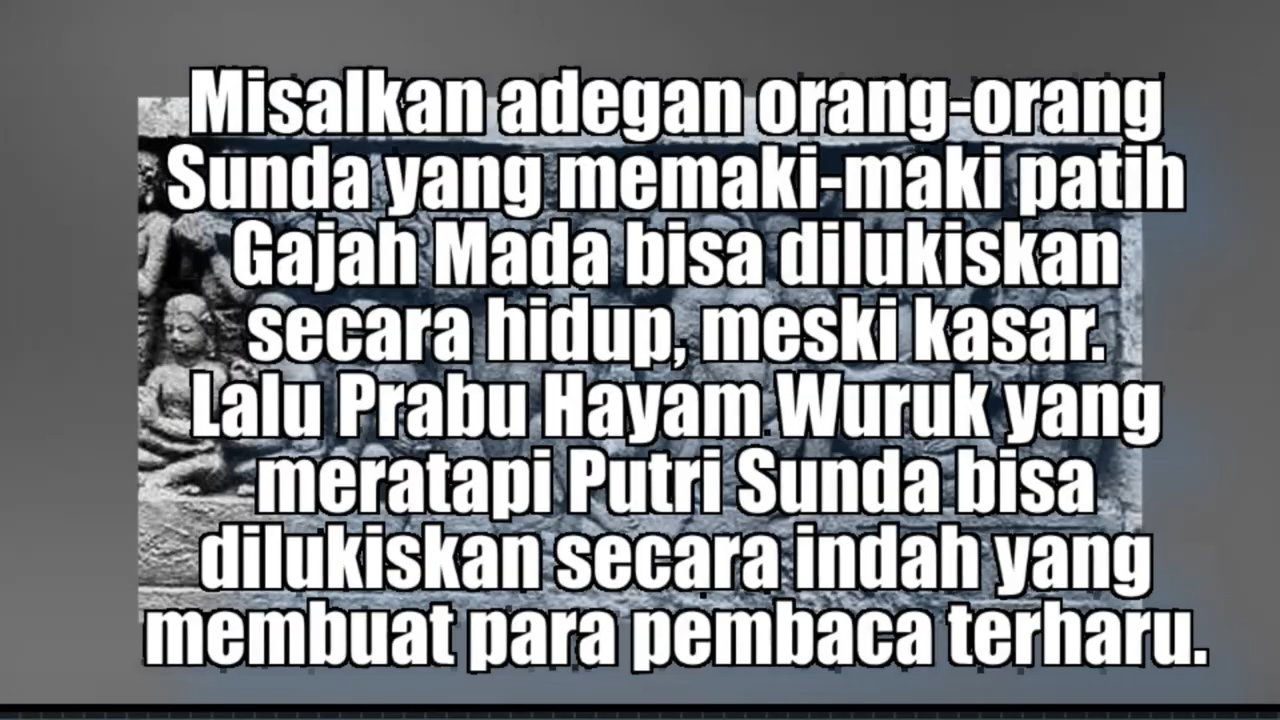 Misalkan adegan orang-orang
Sunda yang memaki-maki patih
Gajah Mada bisa dilukiskan
secara hidup, meski kasar.
Lalu Prabu Hayam Wuruk yang
meratapi Putri Sunda bisa
dilukiskan secara indah yang
membuat para pembaca terharu.